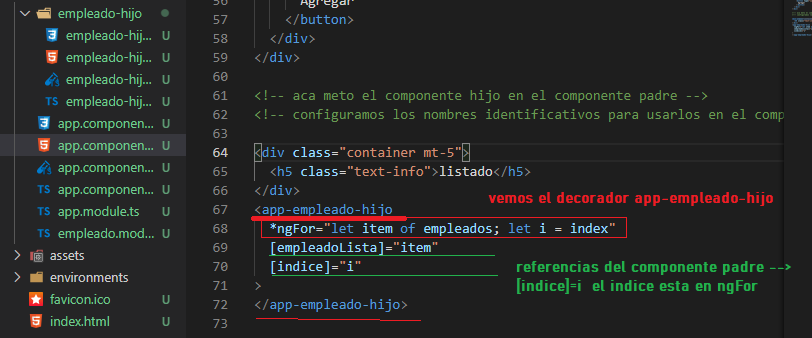 empleado-hijo
empleado-hij... U
empleado-hij... U
empleado-hij... U
TS empleado-hij... U
app.componen... U
app.componen... U
app.componen... U
TS app.componen... U
TS app.module.ts U
TS empleado.mod... U
assets
environments
favicon.ico U
index.html U
56 Agregar
57 </button>
58 </div>
59 </div>
60
61 <!-- aca meto el componente hijo en el componente padre -->
62 <!-- configuramos los nombres identificativos para usarlos en el comp
63
64 <div class="container mt-5">
65 <h5 class="text-info">listado</h5>
66 </div>
67 <app-empleado-hijo
68 *ngFor="let item of empleados; let i = index"
69 [empleadoLista]="item"
70 [indice]="i"
71 >
72 </app-empleado-hijo>
73
vemos el decorador app-empleado-hijo
referencias del componente padre -->
[indice]=i el indice esta en ngFor